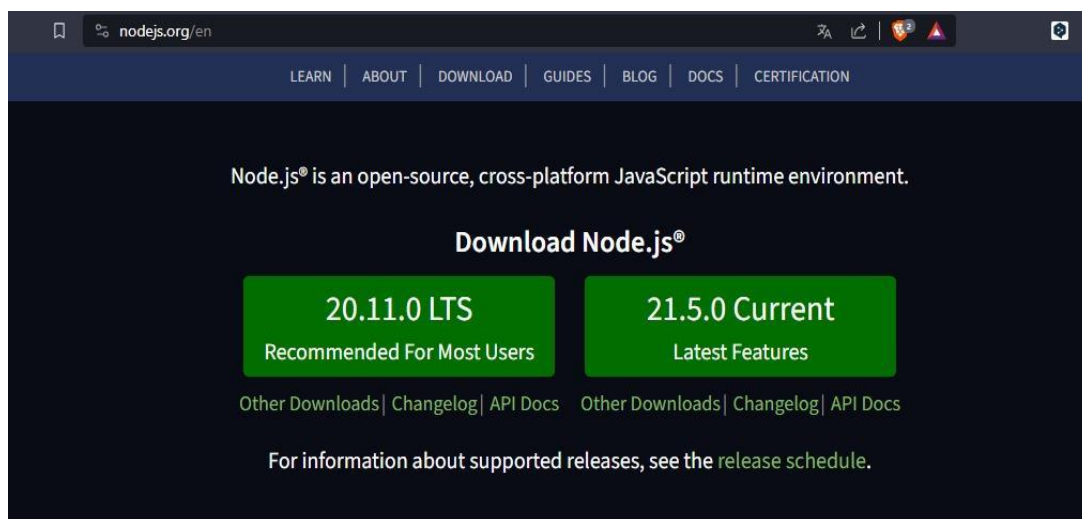 nodejs.org/en
2
LEARN | ABOUT | DOWNLOAD | GUIDES | BLOG | DOCS | CERTIFICATION
Node.js® is an open-source, cross-platform JavaScript runtime environment.
Download Node.js®
20.11.0 LTS
Recommended For Most Users
21.5.0 Current
Latest Features
Other Downloads| Changelog| API Docs
Other Downloads| Changelog| API Docs
For information about supported releases, see the release schedule.